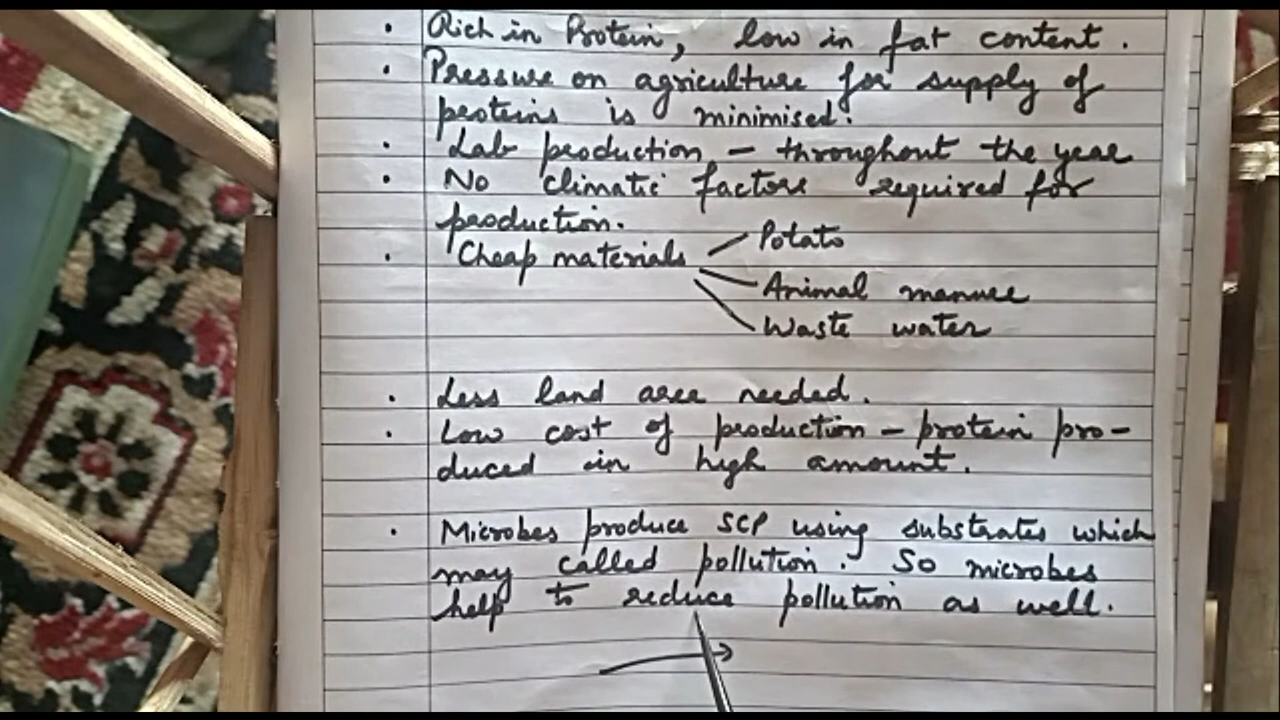 • Rich in Protein, low in fat content.
• Pressure on agriculture for supply of
proteins is minimised.
• Lab production – throughout the year
• No climatic factors required for
production.
• Cheap materials – Potato
Animal manure
Waste water
• Less land area needed.
• Low cost of production – protein pro-
duced in high amount.
• Microbes produce SCP using substrates which
may called pollution. So microbes
help to reduce pollution as well.